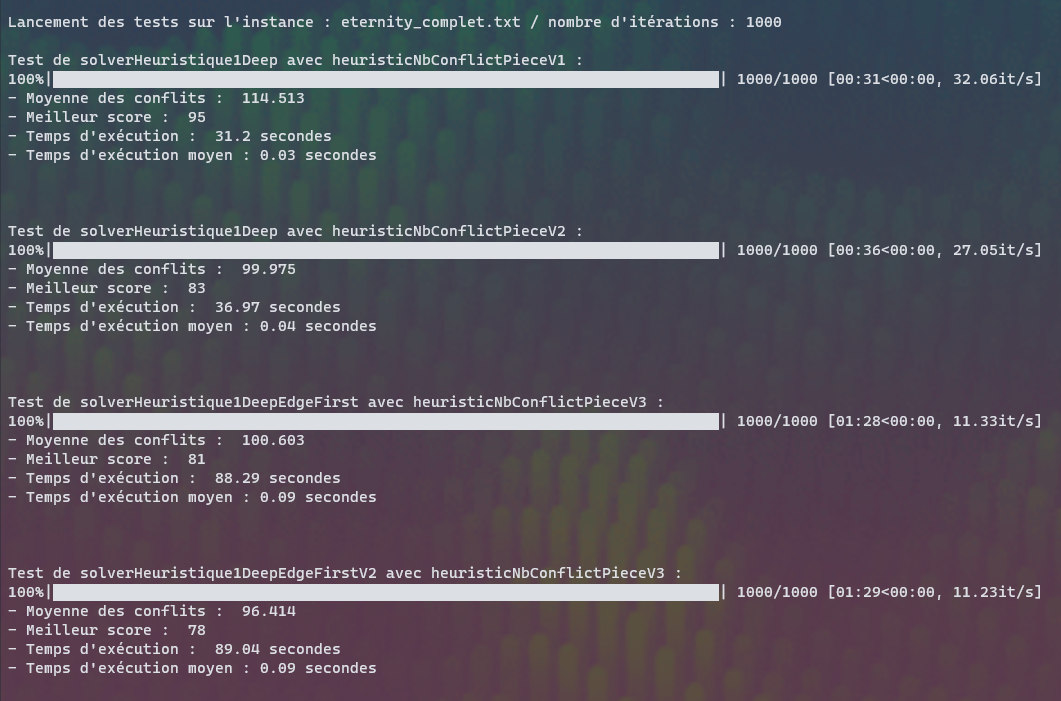 Lancement des tests sur l'instance : eternity_complet.txt / nombre d'itérations : 1000
Test de solverHeuristique1Deep avec heuristicNbConflictPieceV1 :
100%| | 1000/1000 [00:31<00:00, 32.06it/s]
- Moyenne des conflits :  114.513
- Meilleur score :  95
- Temps d'exécution :  31.2 secondes
- Temps d'exécution moyen : 0.03 secondes
Test de solverHeuristique1Deep avec heuristicNbConflictPieceV2 :
100%| | 1000/1000 [00:36<00:00, 27.05it/s]
- Moyenne des conflits :  99.975
- Meilleur score :  83
- Temps d'exécution :  36.97 secondes
- Temps d'exécution moyen : 0.04 secondes
Test de solverHeuristique1DeepEdgeFirst avec heuristicNbConflictPieceV3 :
100%| | 1000/1000 [01:28<00:00, 11.33it/s]
- Moyenne des conflits :  100.603
- Meilleur score :  81
- Temps d'exécution :  88.29 secondes
- Temps d'exécution moyen : 0.09 secondes
Test de solverHeuristique1DeepEdgeFirstV2 avec heuristicNbConflictPieceV3 :
100%| | 1000/1000 [01:29<00:00, 11.23it/s]
- Moyenne des conflits :  96.414
- Meilleur score :  78
- Temps d'exécution :  89.04 secondes
- Temps d'exécution moyen : 0.09 secondes